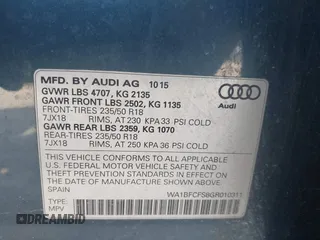 MFD. BY AUDI AG 10 15
GVWR LBS 4707, KG 2135
GAWR FRONT LBS 2502, KG 1135
FRONT-TIRES 235/50 R18
7JX18 RIMS, AT 230 KPA 33 PSI COLD
GAWR REAR LBS 2359, KG 1070
REAR-TIRES 235/50 R18
7JX18 RIMS, AT 250 KPA 36 PSI COLD
Audi
THIS VEHICLE CONFORMS TO ALL APPLICABLE
U.S. FEDERAL MOTOR VEHICLE SAFETY AND
THEFT PREVENTION STANDARDS IN EFFECT ON
THE DATE OF MANUFACTURE SHOWN ABOVE.
SPAIN
TYPE:
MPV
DREAMBID